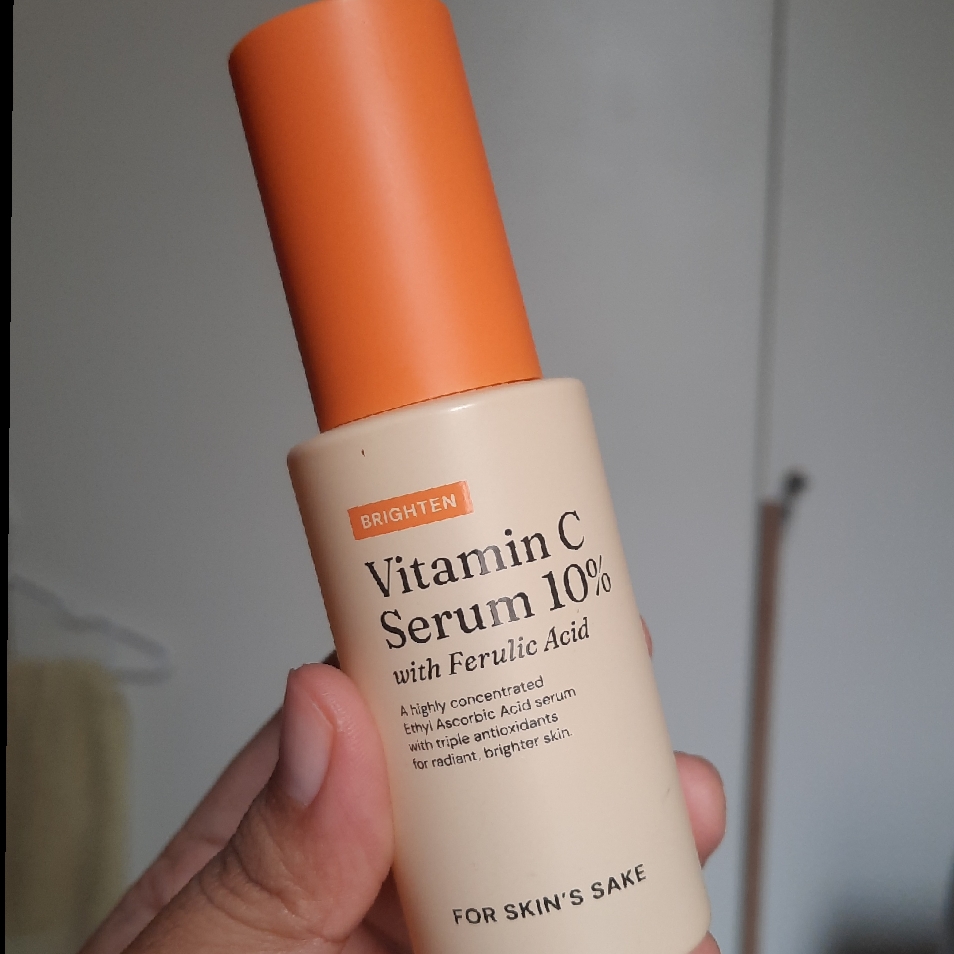 BRIGHTEN
Vitamin C
Serum 10%
with Ferulic Acid
A highly concentrated
Ethyl Ascorbic Acid serum
with triple antioxidants
for radiant, brighter skin.
FOR SKIN'S SAKE